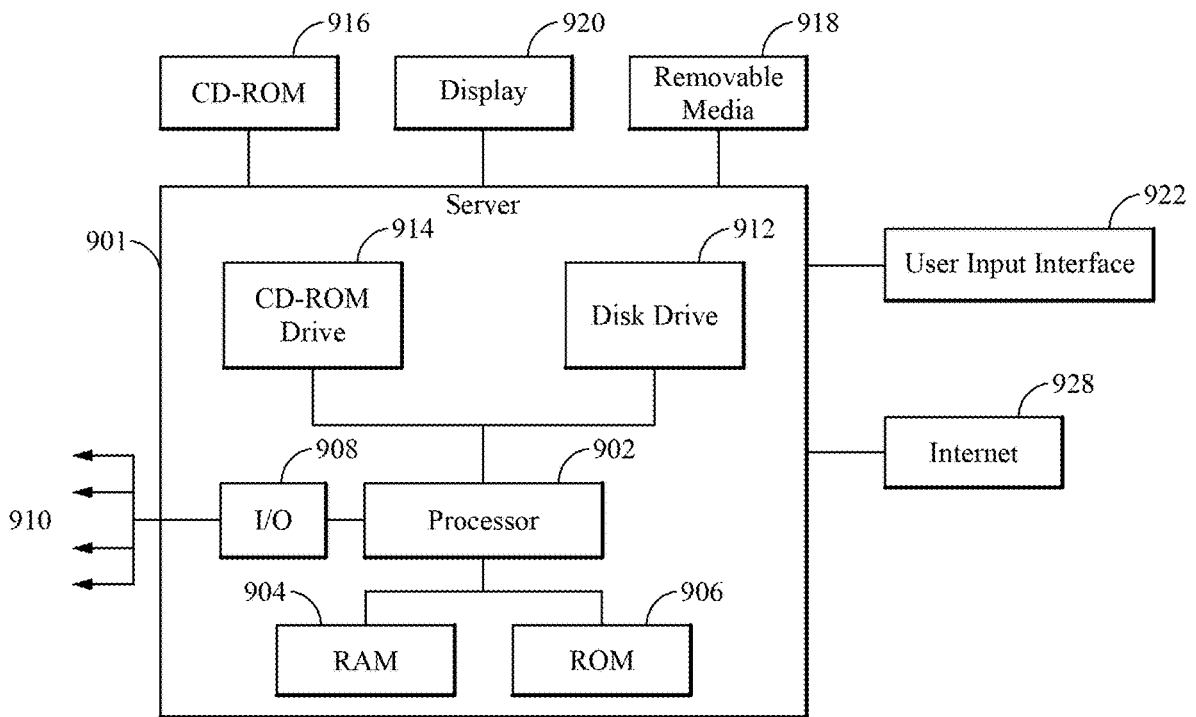 916
920
918
CD-ROM
Display
Removable
Media
Server
922
901
914
912
User Input Interface
CD-ROM
Drive
Disk Drive
928
908
902
Internet
910
I/O
Processor
904
906
RAM
ROM